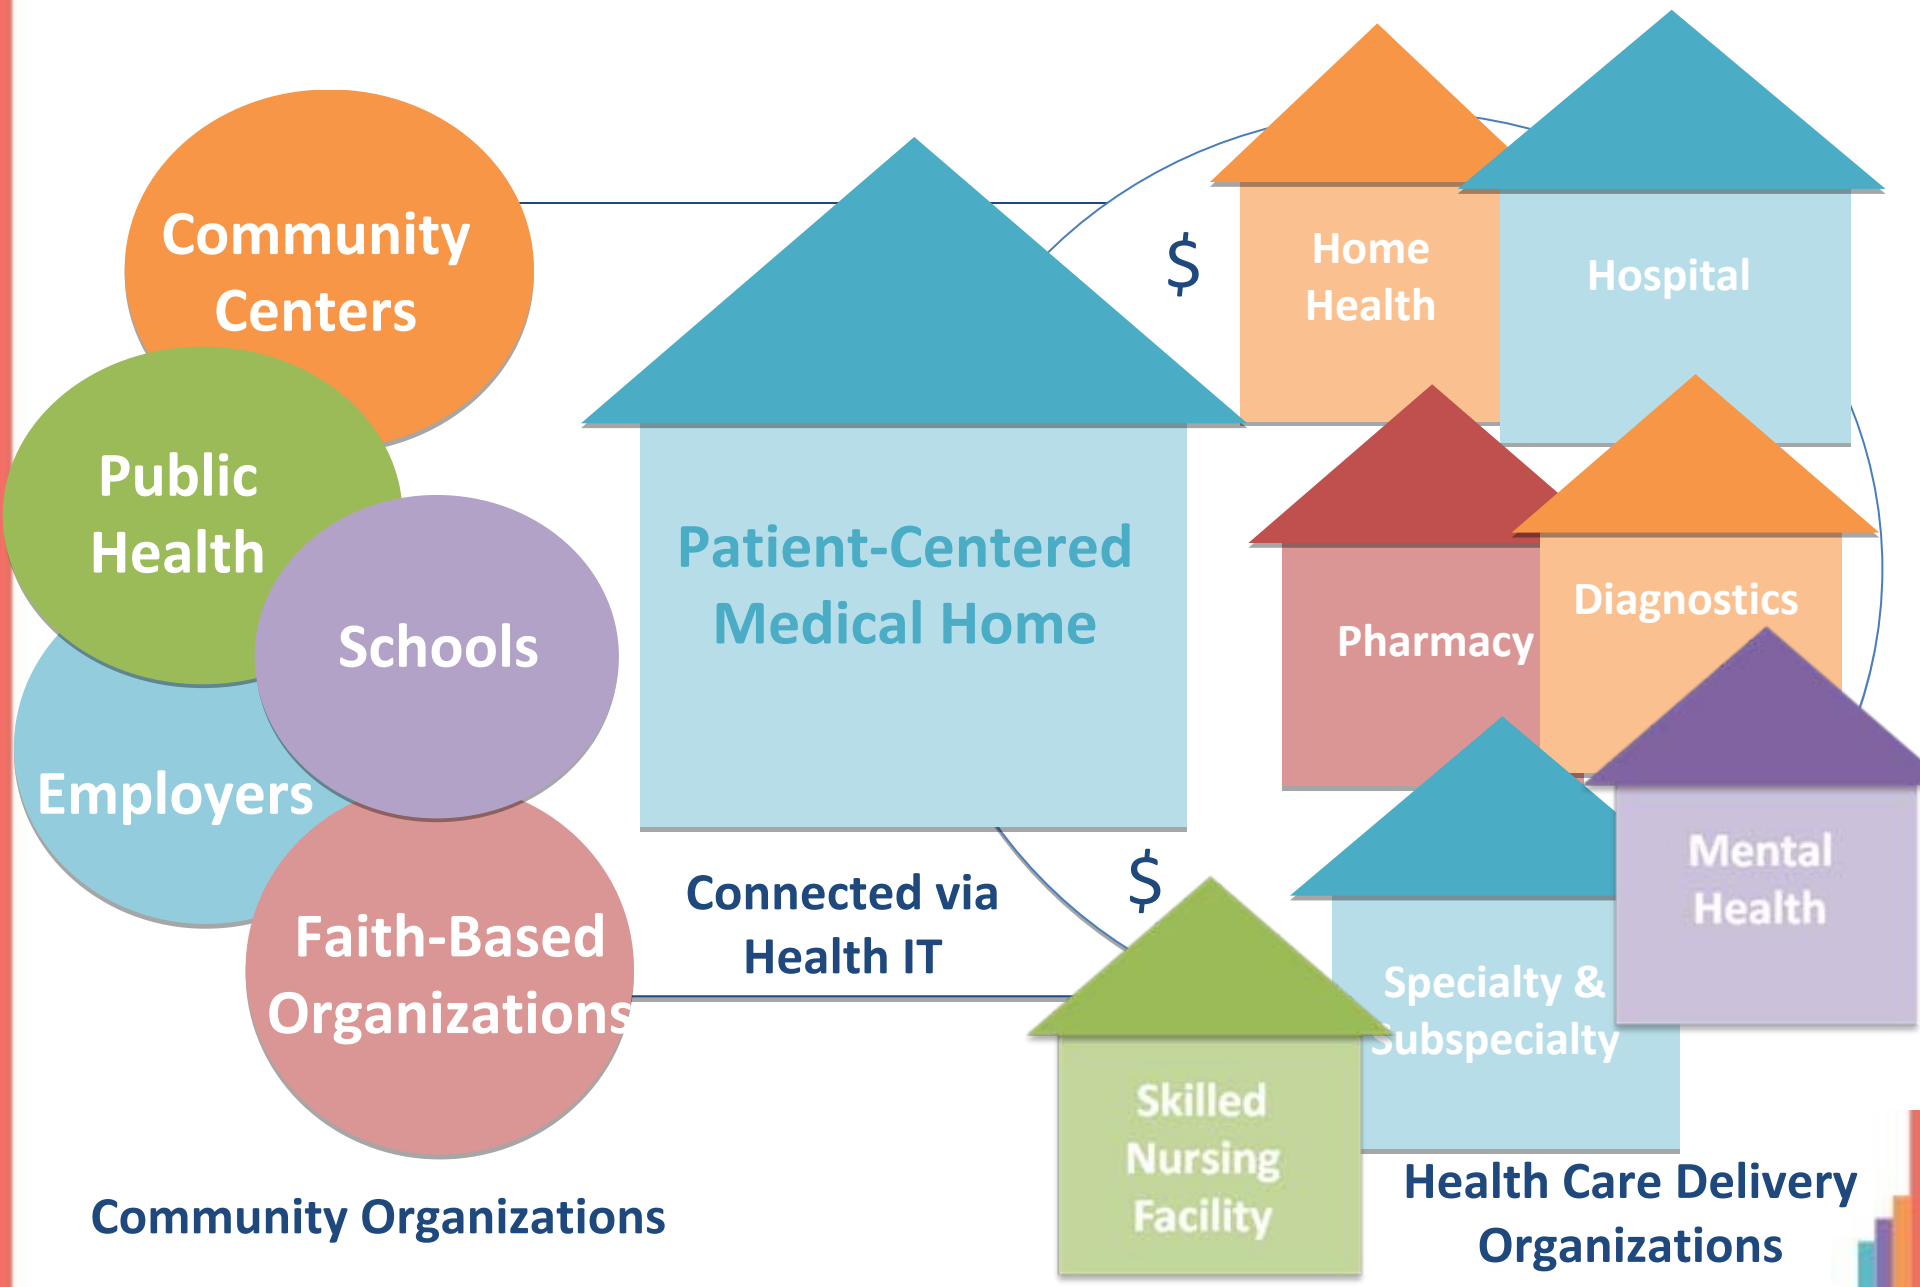 Community
Centers
Public
Health
Schools
Employers
Faith-Based
Organizations
Community Organizations
Patient-Centered
Medical Home
Connected via
Health IT
$
$
Home
Health
Hospital
Pharmacy
Diagnostics
Mental
Health
Specialty &
Subspecialty
Skilled
Nursing
Facility
Health Care Delivery
Organizations